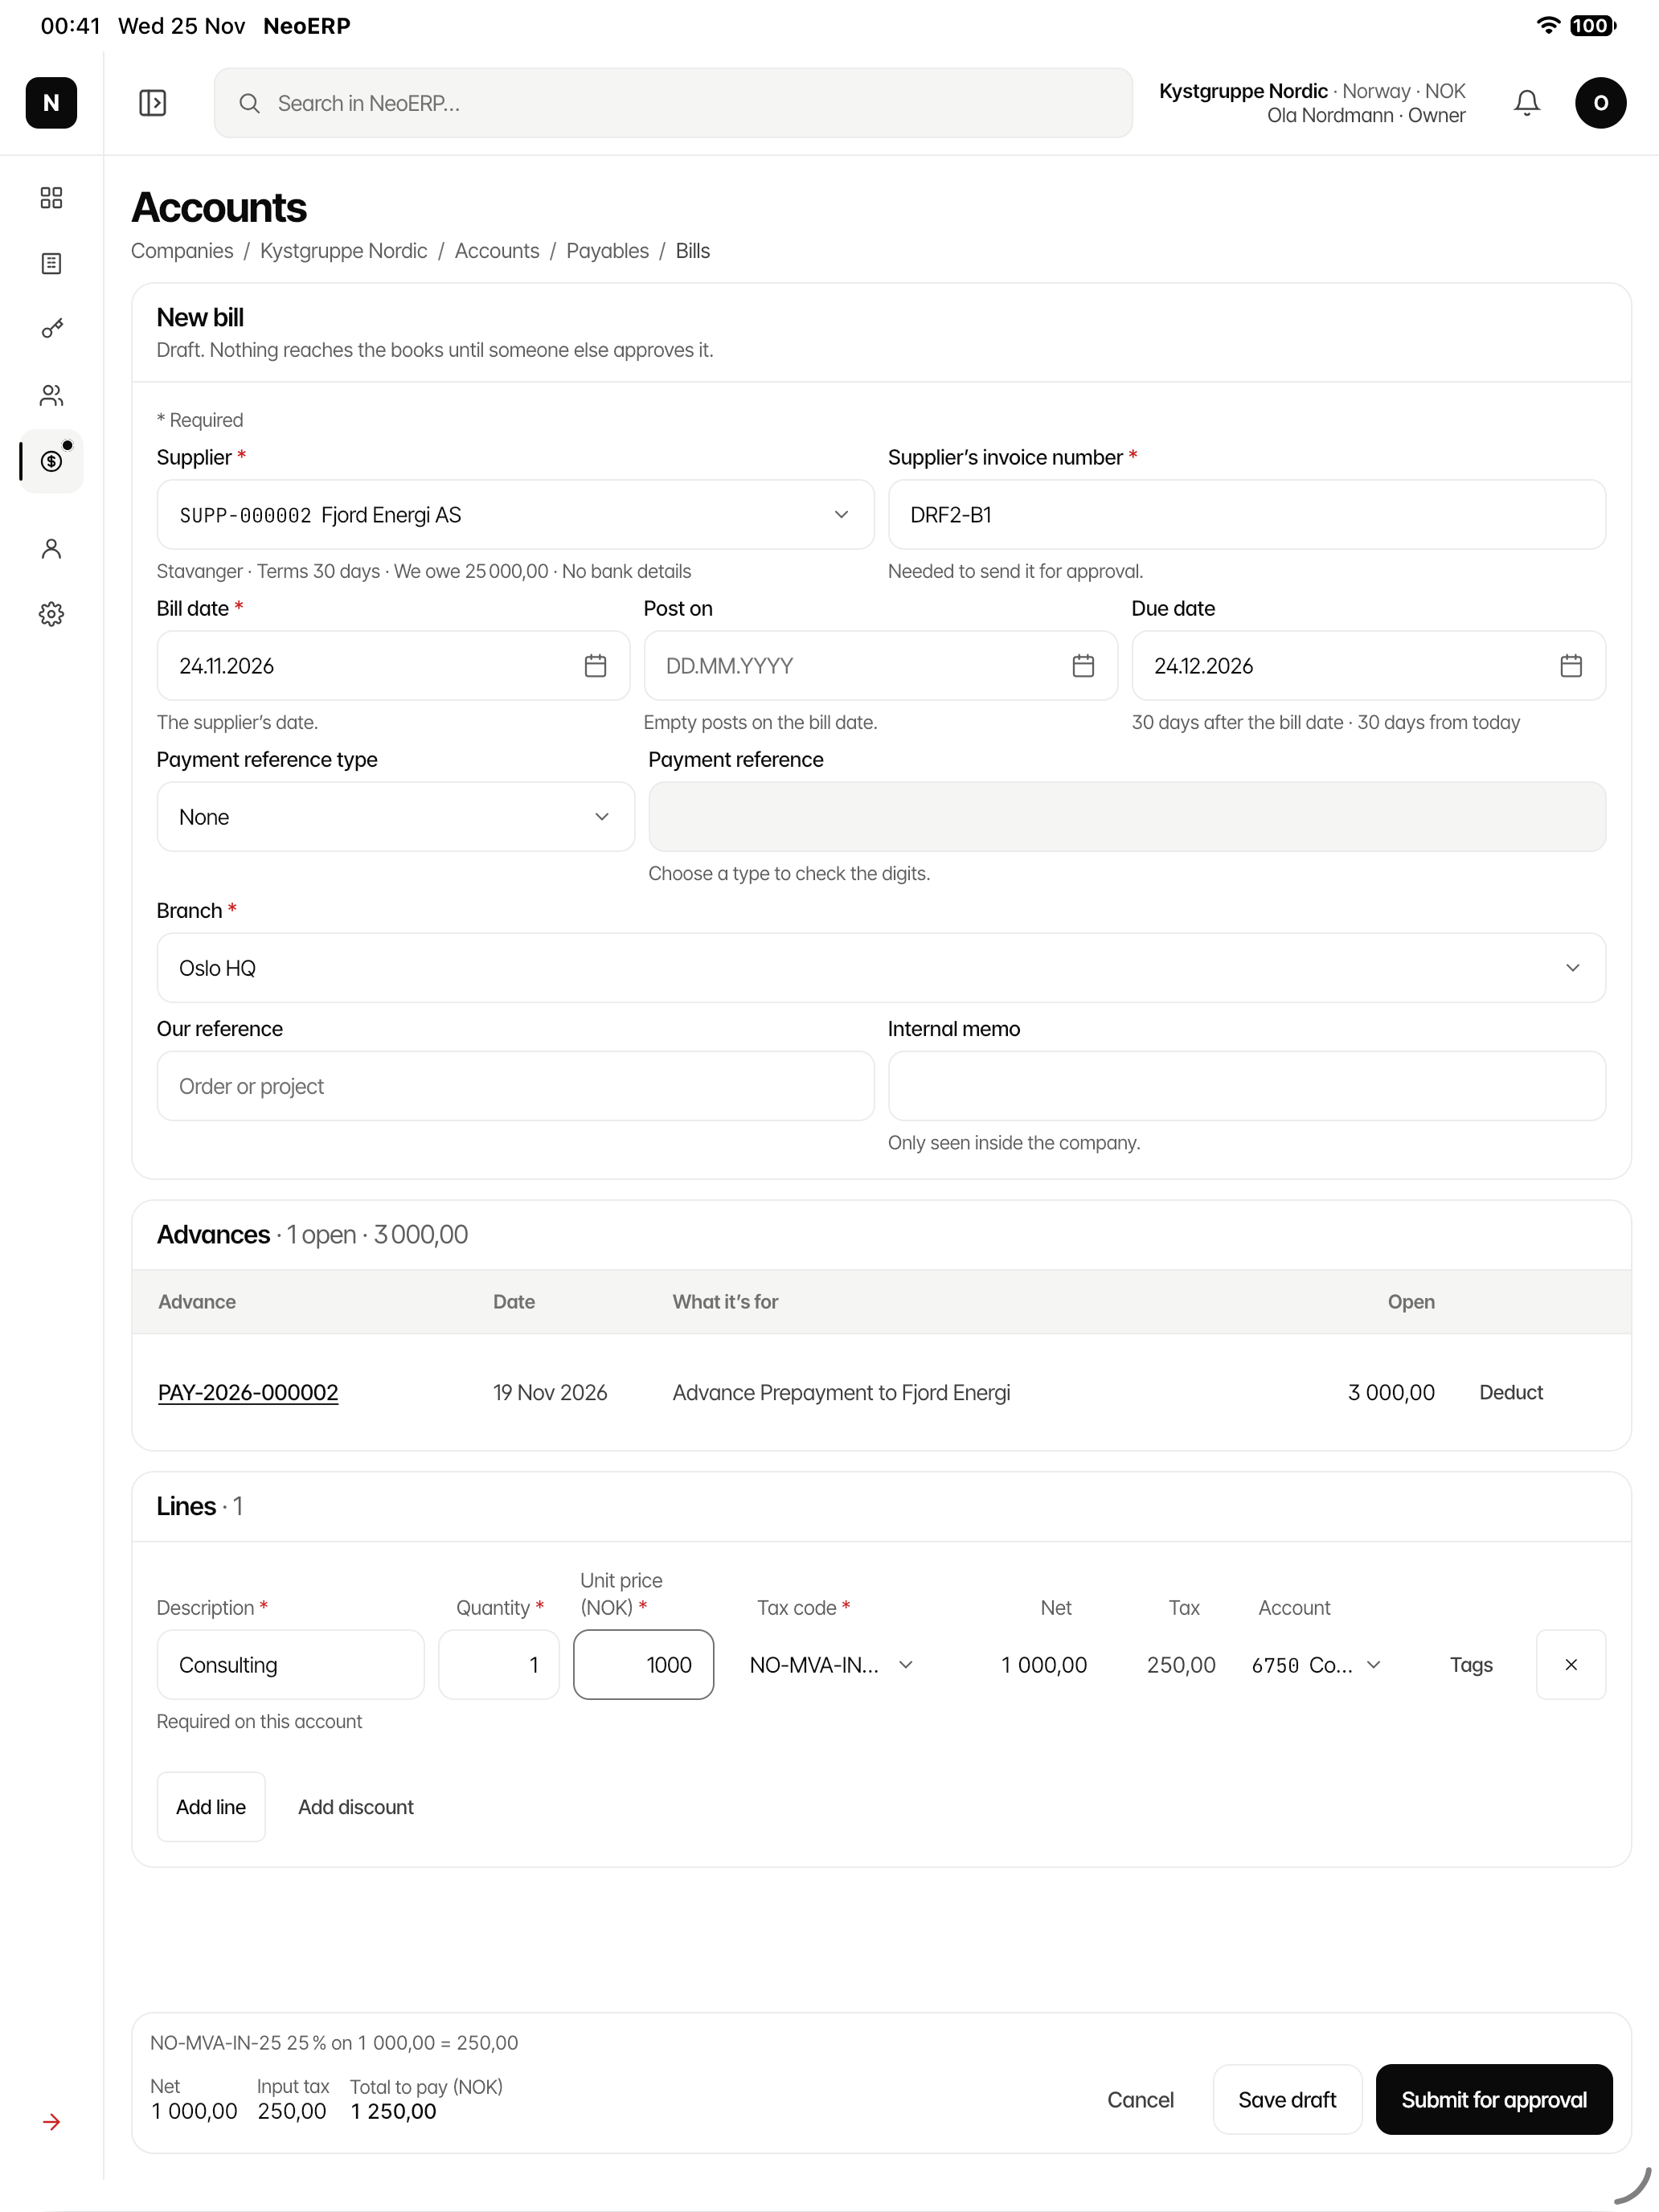 00:41 Wed 25 Nov NeoERP 100
N
Search in NeoERP...
Kystgruppe Nordic · Norway · NOK
Ola Nordmann · Owner
O
Accounts
Companies / Kystgruppe Nordic / Accounts / Payables / Bills
New bill
Draft. Nothing reaches the books until someone else approves it.
* Required
Supplier * Supplier’s invoice number *
SUPP-000002 Fjord Energi AS DRF2-B1
Stavanger · Terms 30 days · We owe 25 000,00 · No bank details Needed to send it for approval.
Bill date * Post on Due date
24.11.2026 DD.MM.YYYY 24.12.2026
The supplier’s date. Empty posts on the bill date. 30 days after the bill date · 30 days from today
Payment reference type Payment reference
None
Choose a type to check the digits.
Branch *
Oslo HQ
Our reference Internal memo
Order or project
Only seen inside the company.
Advances · 1 open · 3 000,00
Advance Date What it’s for Open
PAY-2026-000002 19 Nov 2026 Advance Prepayment to Fjord Energi 3 000,00 Deduct
Lines · 1
Unit price
Description * Quantity * (NOK) * Tax code * Net Tax Account
Consulting 1 1000 NO-MVA-IN... 1 000,00 250,00 6750 Co... Tags ×
Required on this account
Add line Add discount
NO-MVA-IN-25 25 % on 1 000,00 = 250,00
Net Input tax Total to pay (NOK)
1 000,00 250,00 1 250,00
Cancel Save draft Submit for approval